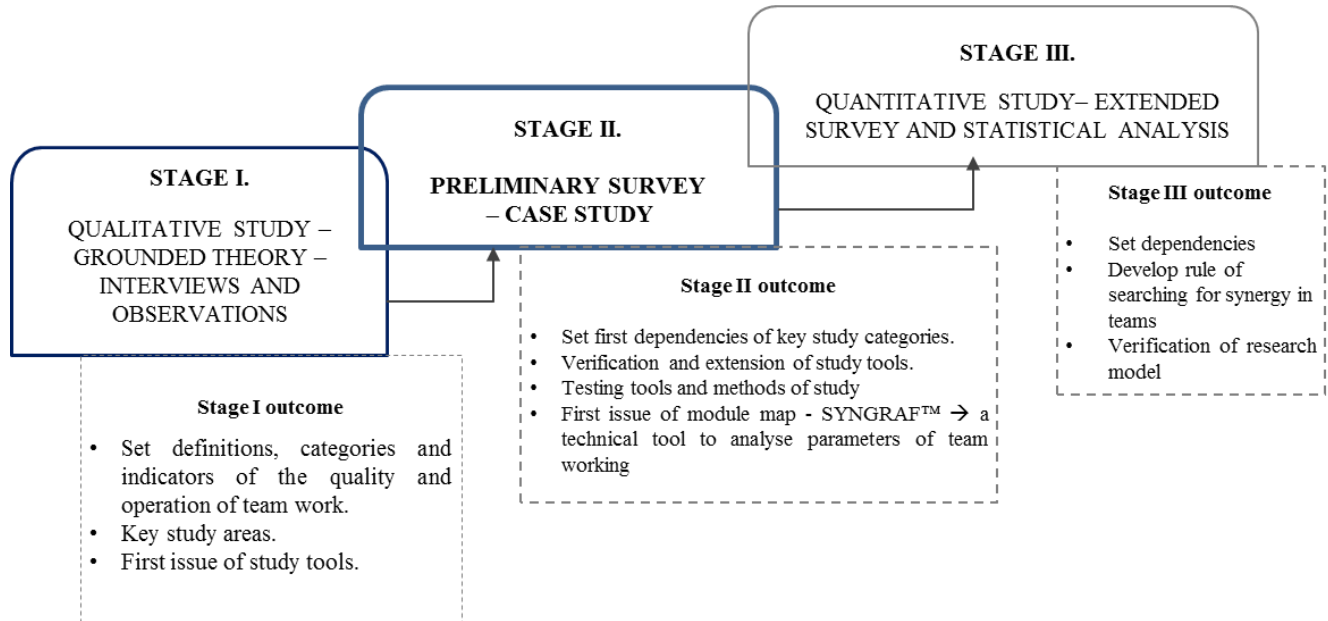 STAGE I.
QUALITATIVE STUDY –
GROUNDED THEORY –
INTERVIEWS AND
OBSERVATIONS
Stage I outcome
• Set definitions, categories and
indicators of the quality and
operation of team work.
• Key study areas.
• First issue of study tools.
STAGE II.
PRELIMINARY SURVEY
– CASE STUDY
Stage II outcome
• Set first dependencies of key study categories.
• Verification and extension of study tools.
• Testing tools and methods of study
• First issue of module map - SYNGRAF™ → a
technical tool to analyse parameters of team
working
STAGE III.
QUANTITATIVE STUDY– EXTENDED
SURVEY AND STATISTICAL ANALYSIS
Stage III outcome
• Set dependencies
• Develop rule of
searching for synergy in
teams
• Verification of research
model